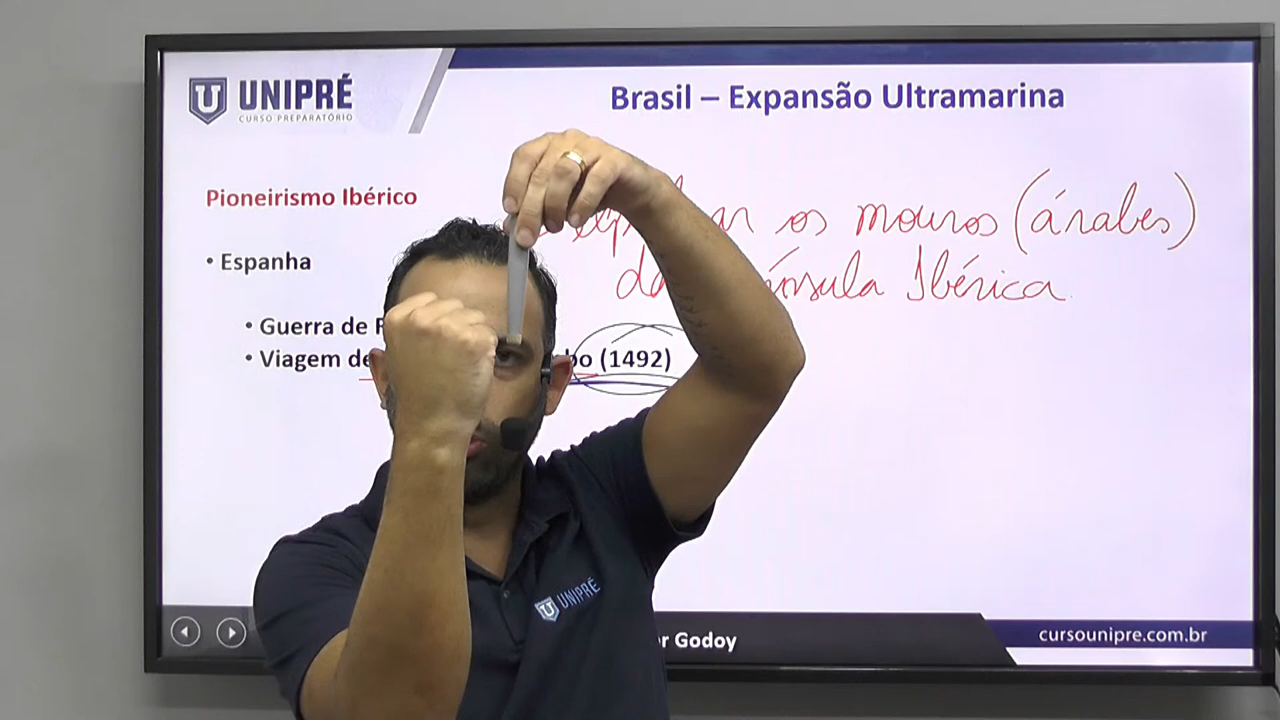 UNIPRÉ
CURSO PREPARATÓRIO
Brasil – Expansão Ultramarina
Pioneirismo Ibérico
os mouros (árabes)
Ibérica
• Espanha
• Guerra de
• Viagem de (1492)
UNIPRÉ
Godoy
cursounipre.com.br